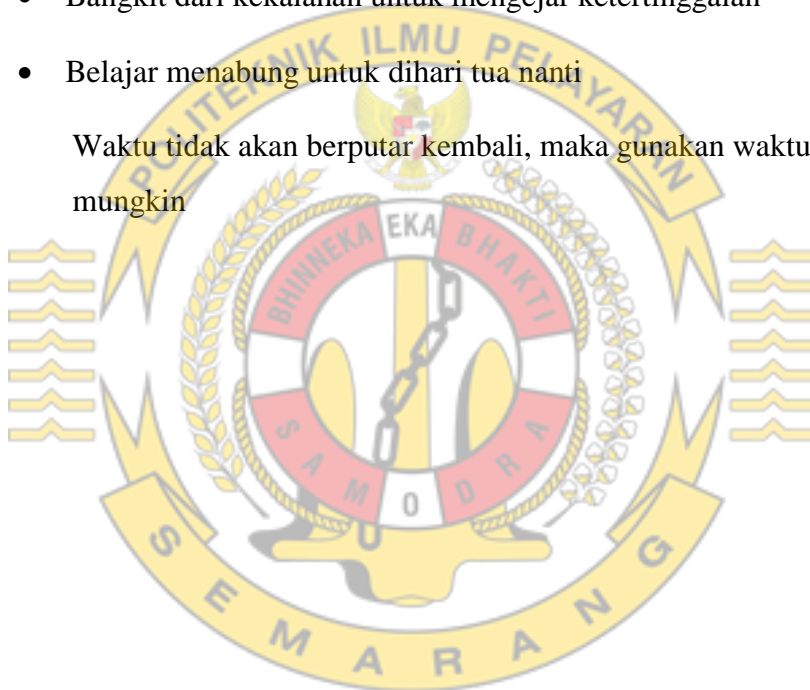 Bangkit dari kekalahan untuk mengejar ketertinggalan
Belajar menabung untuk dihari tua nanti
Waktu tidak akan berputar kembali, maka gunakan waktu
mungkin
POLITEKNIK ILMU PELAYARAN
BHINNEKA EKA BHAKTI
SAMODRA
SEMARANG